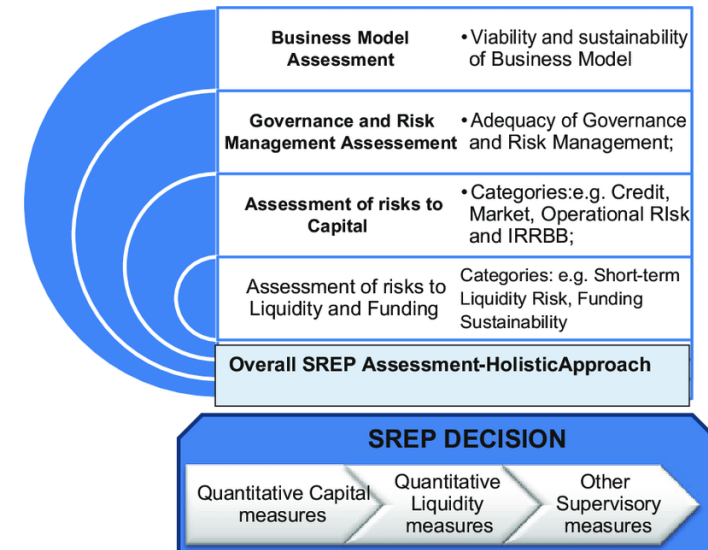 Business Model
Assessment
• Viability and sustainability
of Business Model
Governance and Risk
Management Assessement
• Adequacy of Governance
and Risk Management;
Assessment of risks to
Capital
• Categories:e.g. Credit,
Market, Operational RIsk
and IRRBB;
Assessment of risks to
Liquidity and Funding
Categories: e.g. Short-term
Liquidity Risk, Funding
Sustainability
Overall SREP Assessment-HolisticApproach
SREP DECISION
Quantitative Capital
measures
Quantitative
Liquidity
measures
Other
Supervisory
measures